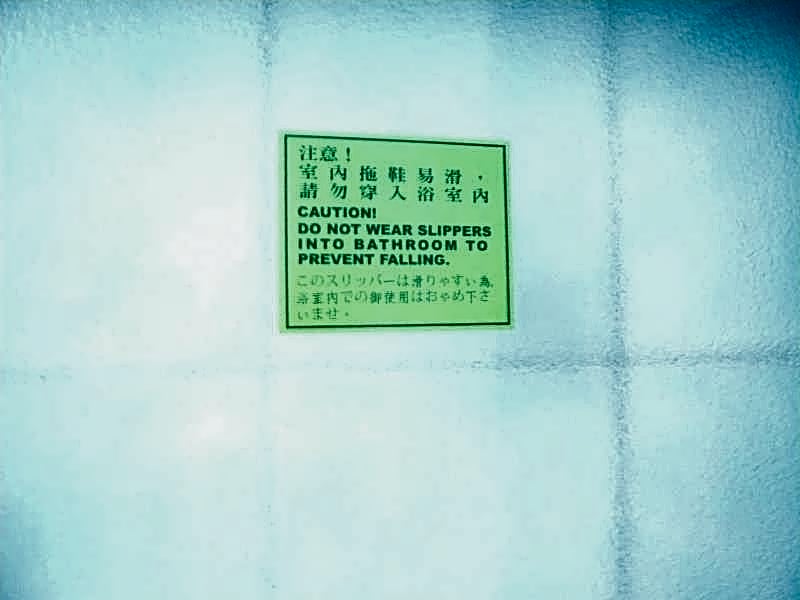 注意！
室內拖鞋易滑，
請勿穿入浴室內
CAUTION!
DO NOT WEAR SLIPPERS
INTO BATHROOM TO
PREVENT FALLING.
このスリッパーは滑りやすい為、
浴室内での御使用はおやめ下さ
いませ。